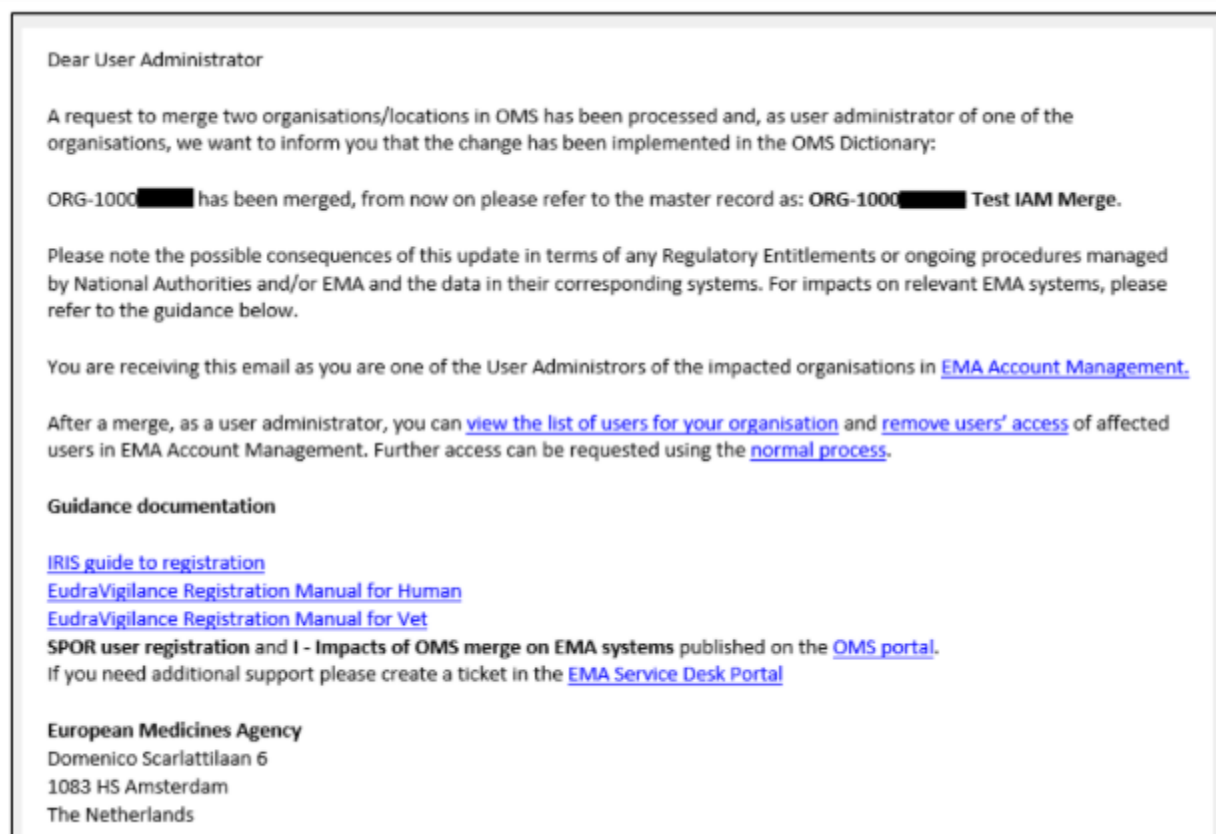 Dear User Administrator
A request to merge two organisations/locations in OMS has been processed and, as user administrator of one of the
organisations, we want to inform you that the change has been implemented in the OMS Dictionary:
ORG-1000 has been merged, from now on please refer to the master record as: ORG-1000 Test IAM Merge.
Please note the possible consequences of this update in terms of any Regulatory Entitlements or ongoing procedures managed
by National Authorities and/or EMA and the data in their corresponding systems. For impacts on relevant EMA systems, please
refer to the guidance below.
You are receiving this email as you are one of the User Administrors of the impacted organisations in EMA Account Management.
After a merge, as a user administrator, you can view the list of users for your organisation and remove users' access of affected
users in EMA Account Management. Further access can be requested using the normal process.
Guidance documentation
IRIS guide to registration
EudraVigilance Registration Manual for Human
EudraVigilance Registration Manual for Vet
SPOR user registration and I - Impacts of OMS merge on EMA systems published on the OMS portal.
If you need additional support please create a ticket in the EMA Service Desk Portal
European Medicines Agency
Domenico Scarlattilaan 6
1083 HS Amsterdam
The Netherlands